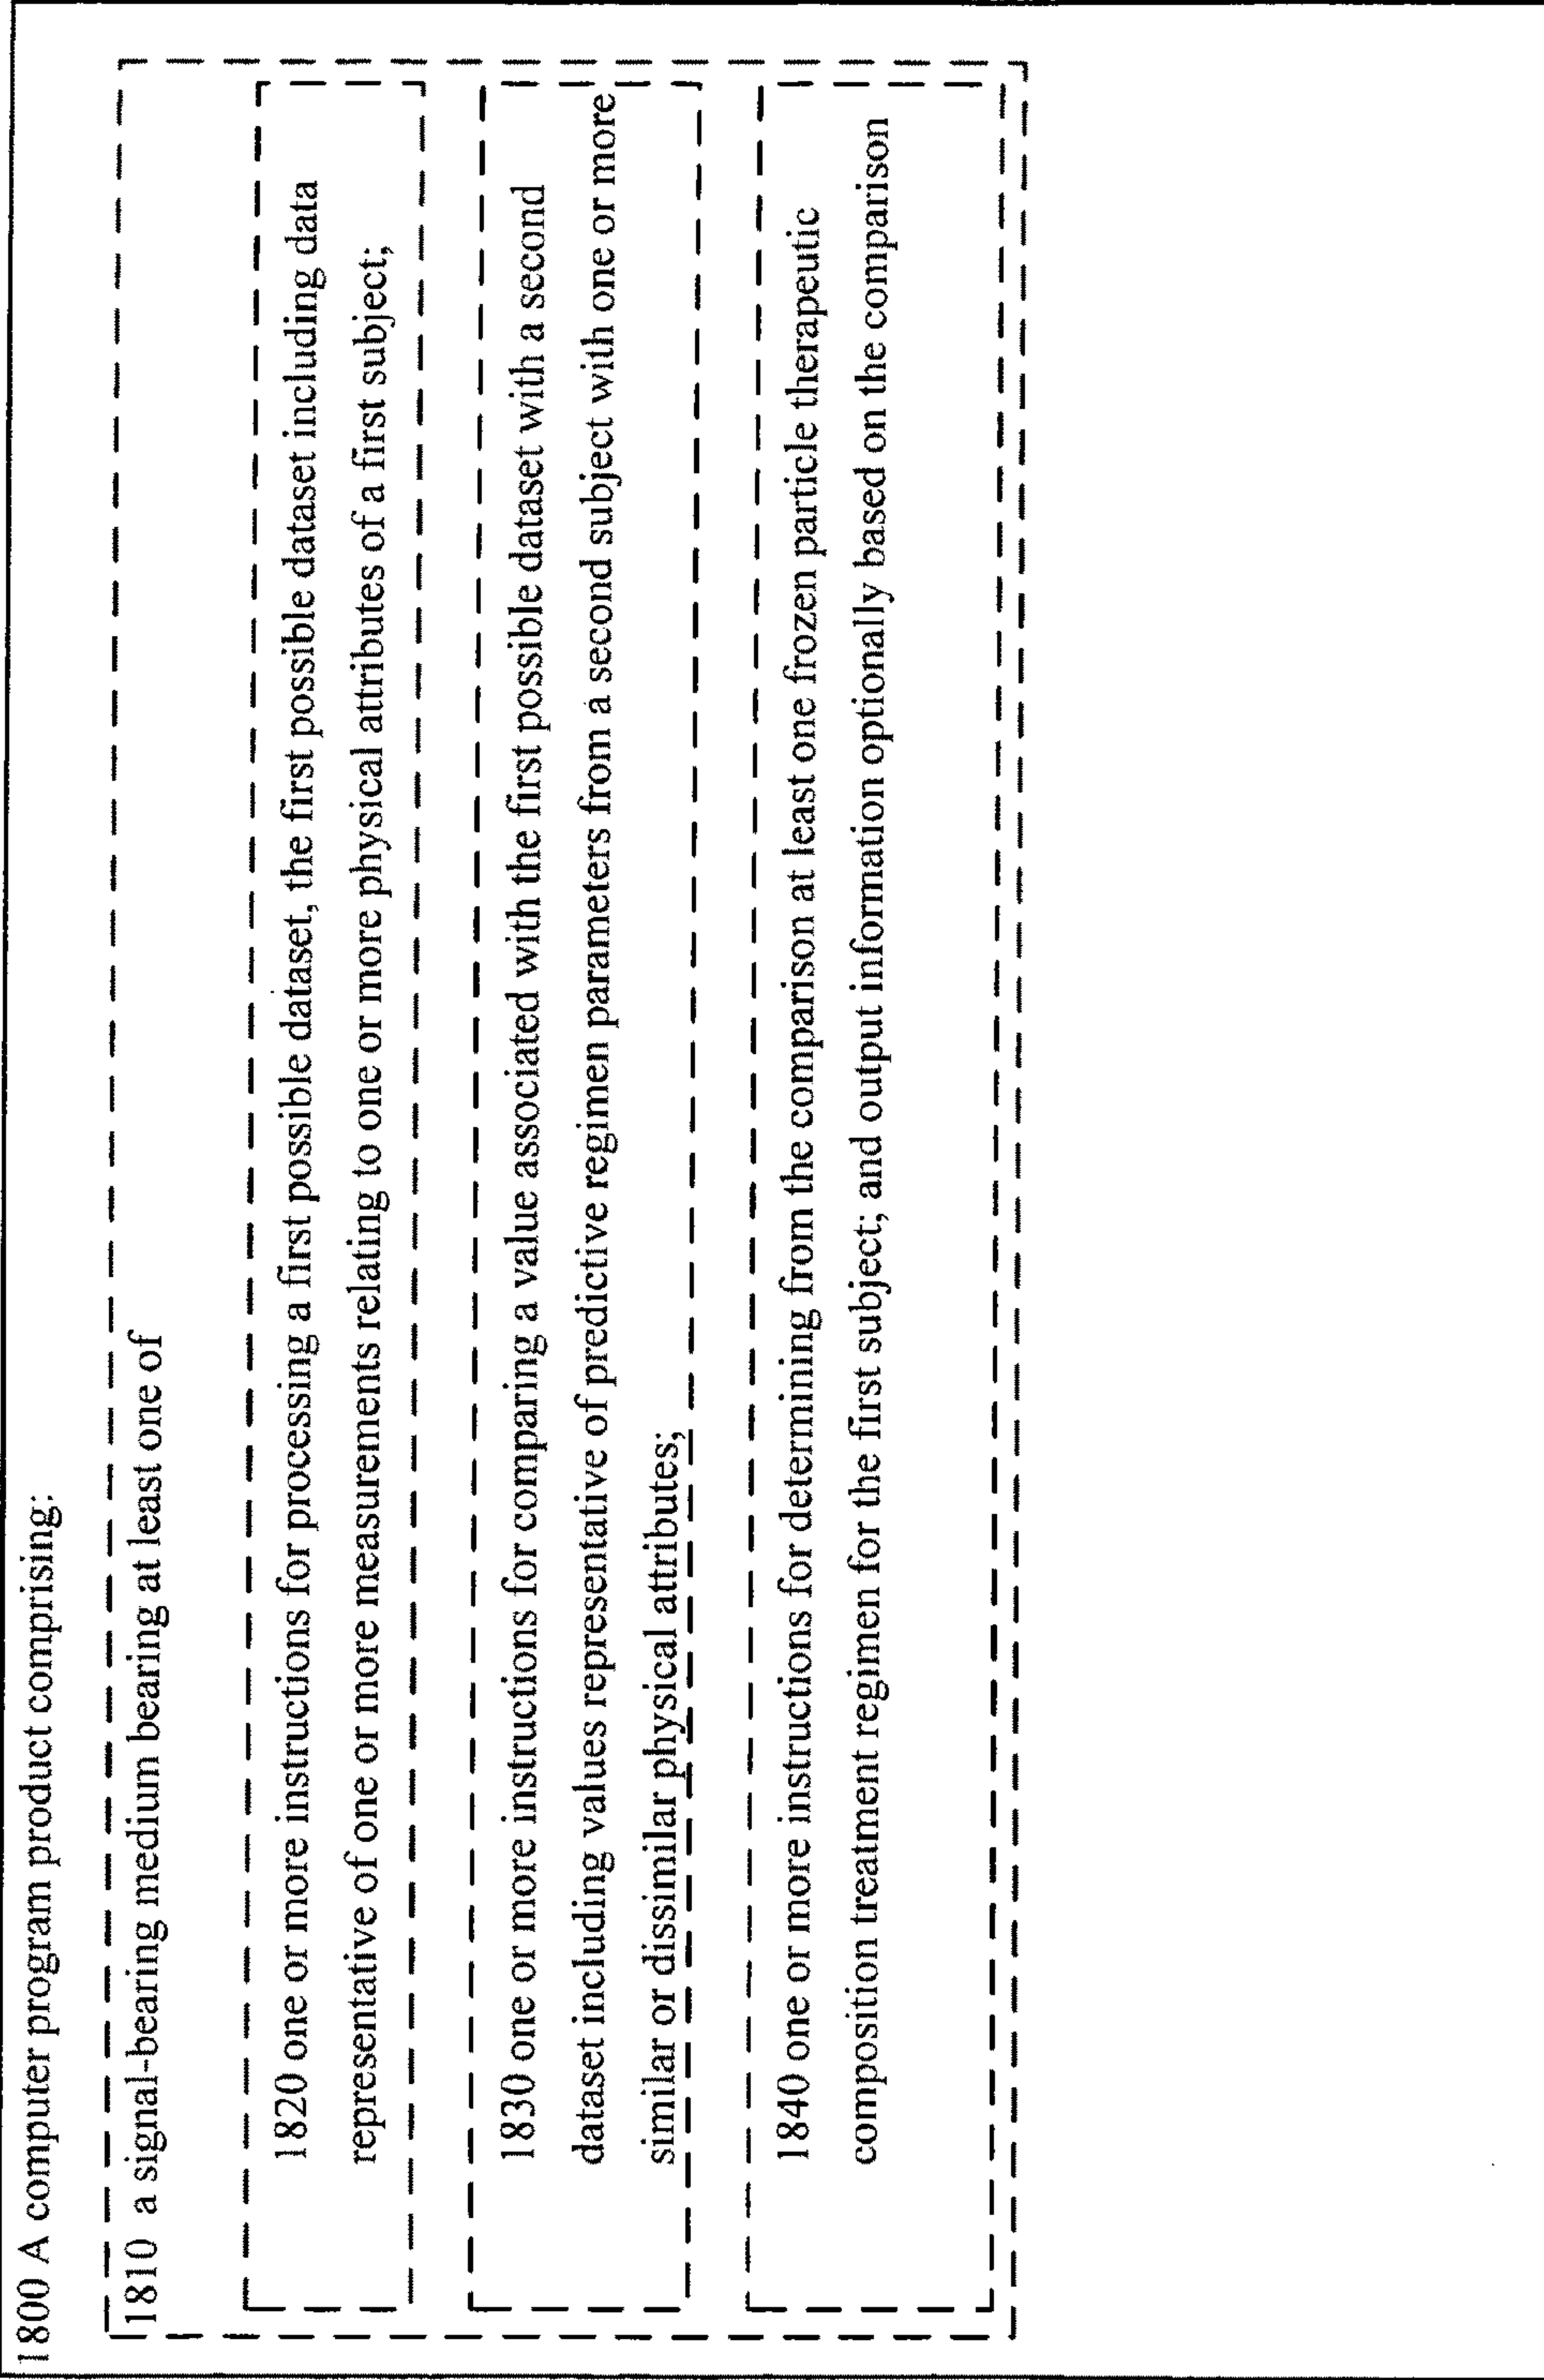 1800 A computer program product comprising:
1810 a signal-bearing medium bearing at least one of
1820 one or more instructions for processing a first possible dataset, the first possible dataset including data
representative of one or more measurements relating to one or more physical attributes of a first subject;
1830 one or more instructions for comparing a value associated with the first possible dataset with a second
dataset including values representative of predictive regimen parameters from a second subject with one or more
similar or dissimilar physical attributes;
1840 one or more instructions for determining from the comparison at least one frozen particle therapeutic
composition treatment regimen for the first subject; and output information optionally based on the comparison